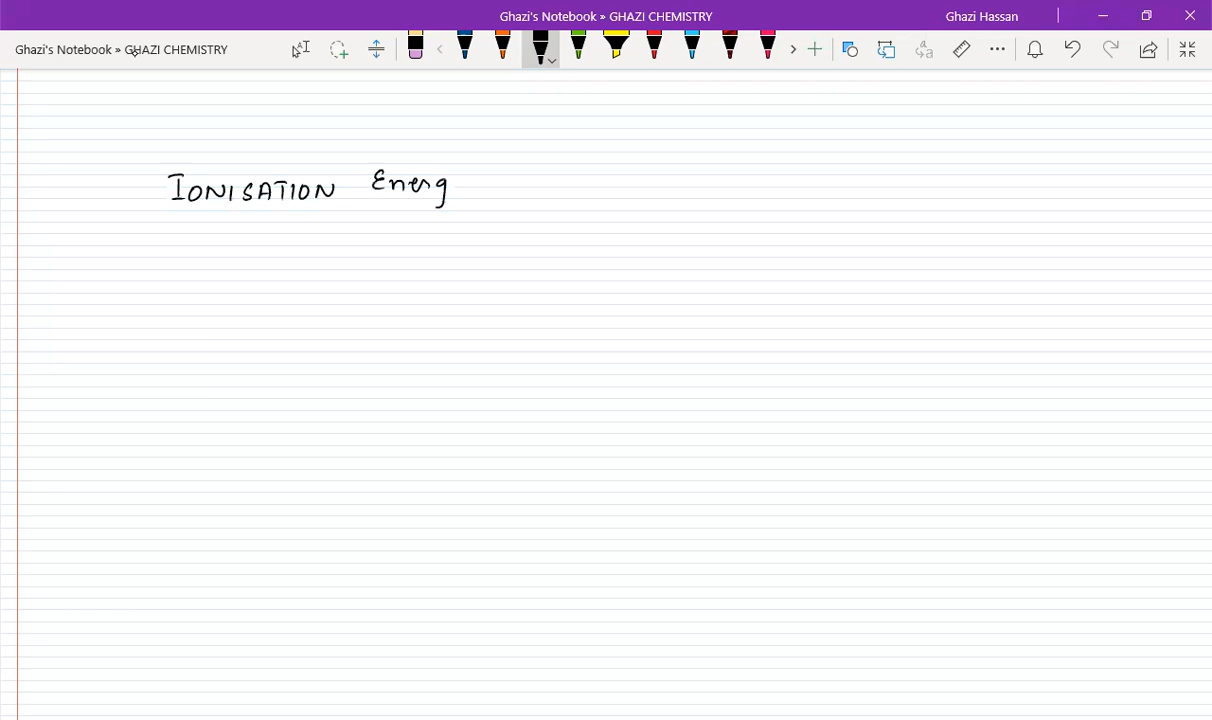 Ghazi's Notebook » GHAZI CHEMISTRY
Ghazi Hassan
Ghazi's Notebook » GHAZI CHEMISTRY
IONISATION Energ